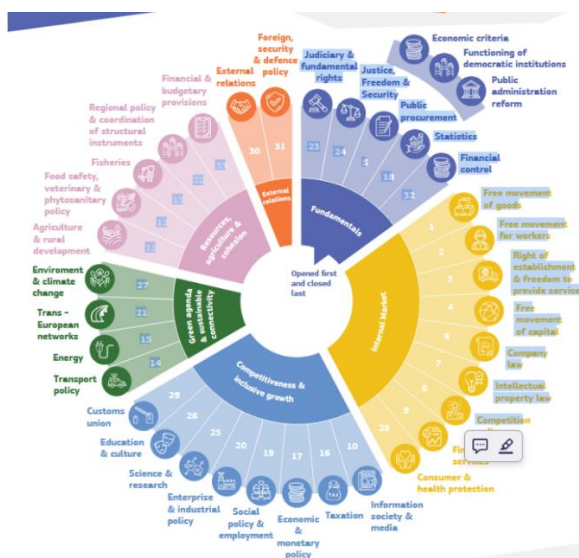 Economic criteria
Functioning of
democratic institutions
Public
administration
reform
Judiciary &
fundamental
rights
Justice,
Freedom &
Security
Public
procurement
Statistics
Financial
control
23
24
5
18
32
Fundamentals
Opened first
and closed
last
Free movement
of goods
Free movement
for workers
Right of
establishment
& freedom to
provide service
Free
movement
of capital
Company
law
Intellectual
property law
Competition
services
Consumer &
health protection
1
2
3
4
6
7
8
9
28
Internal Market
Information
society &
media
Taxation
Economic
&
monetary
policy
Social
policy &
employment
Enterprise
& industrial
policy
Science &
research
Education
& culture
Customs
union
10
16
17
19
20
25
26
29
Competitiveness &
inclusive growth
Transport
policy
Energy
Trans -
European
networks
Enviroment
& climate
change
14
15
21
27
Green agenda
& sustainable
connectivity
Agriculture
& rural
development
Food safety,
veterinary &
phytosanitary
policy
Fisheries
Regional policy
& coordination
of structural
instruments
Financial &
budgetary
provisions
11
12
13
22
33
Resources,
agriculture &
cohesion
External
relations
Foreign,
security
& defence
policy
30
31
External
relations